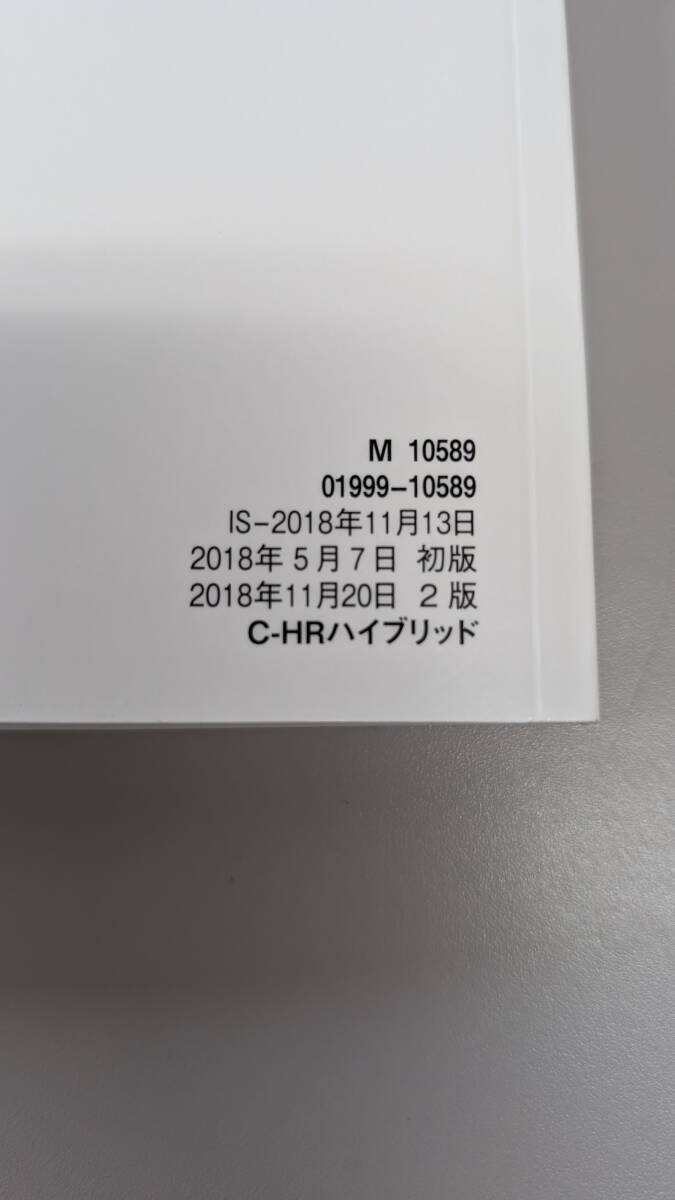 M 10589
01999-10589
IS-2018年11月13日
2018年5月7日 初版
2018年11月20日 2版
C-HRハイブリッド